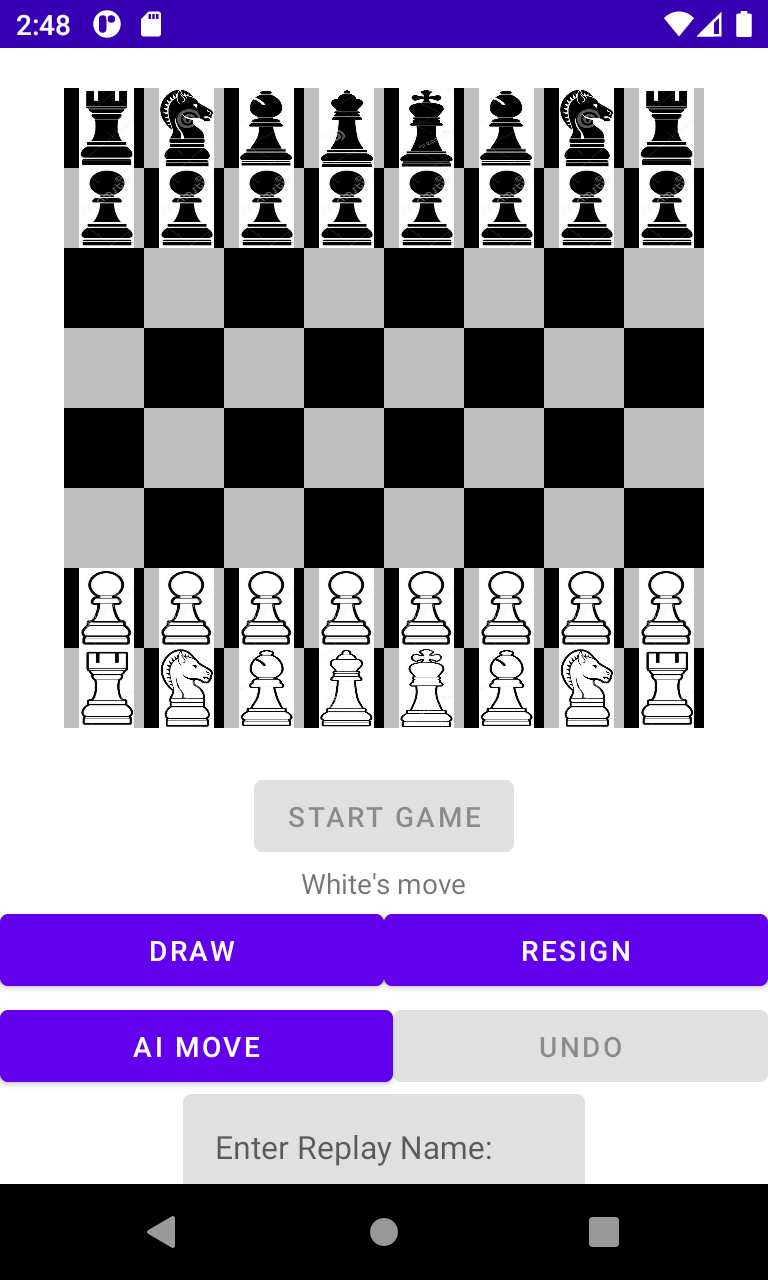 2:48
START GAME
White's move
DRAW
RESIGN
AI MOVE
UNDO
Enter Replay Name: